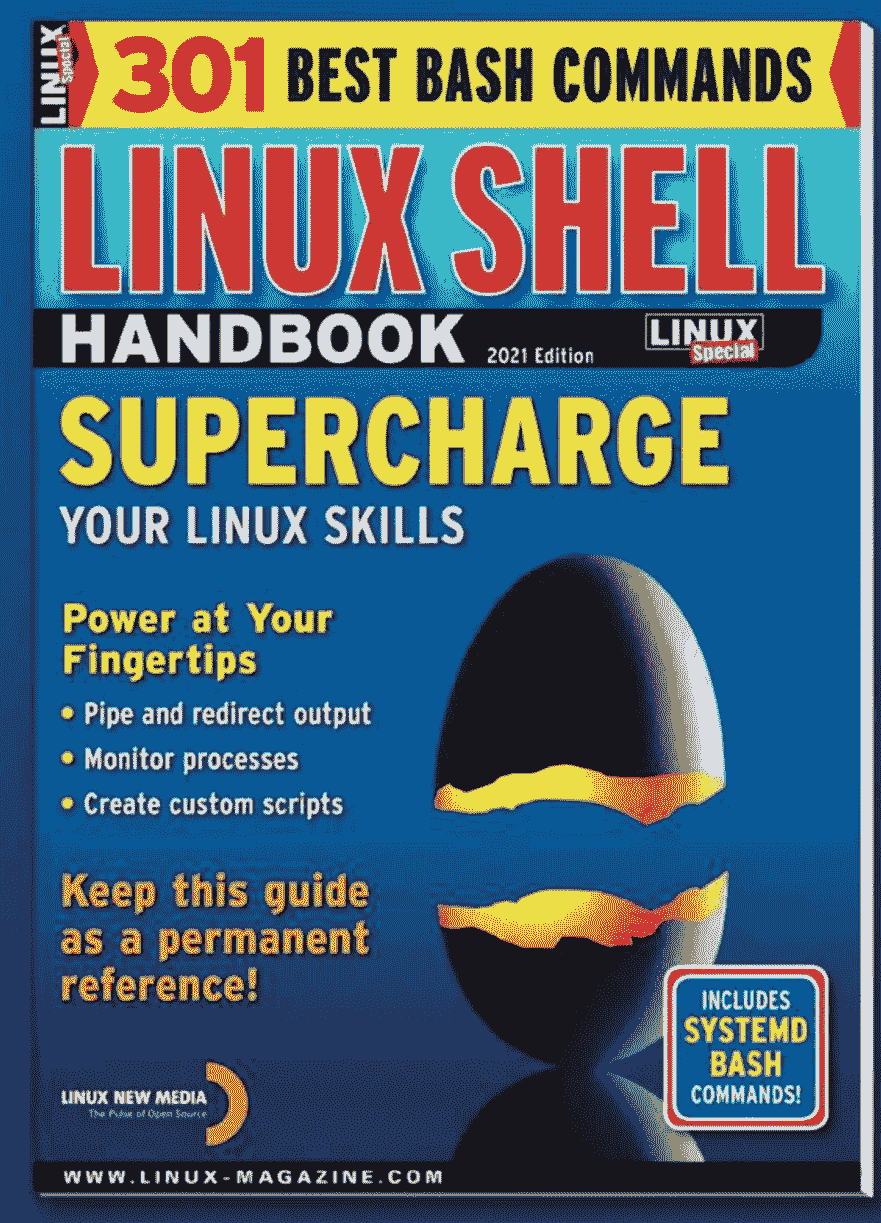 LINUX Special
301 BEST BASH COMMANDS
LINUX SHELL
HANDBOOK 2021 Edition LINUX Special
SUPERCHARGE
YOUR LINUX SKILLS
Power at Your
Fingertips
• Pipe and redirect output
• Monitor processes
• Create custom scripts
Keep this guide
as a permanent
reference!
INCLUDES
SYSTEMD
BASH
COMMANDS!
LINUX NEW MEDIA
The Pulse of Open Source
WWW.LINUX-MAGAZINE.COM